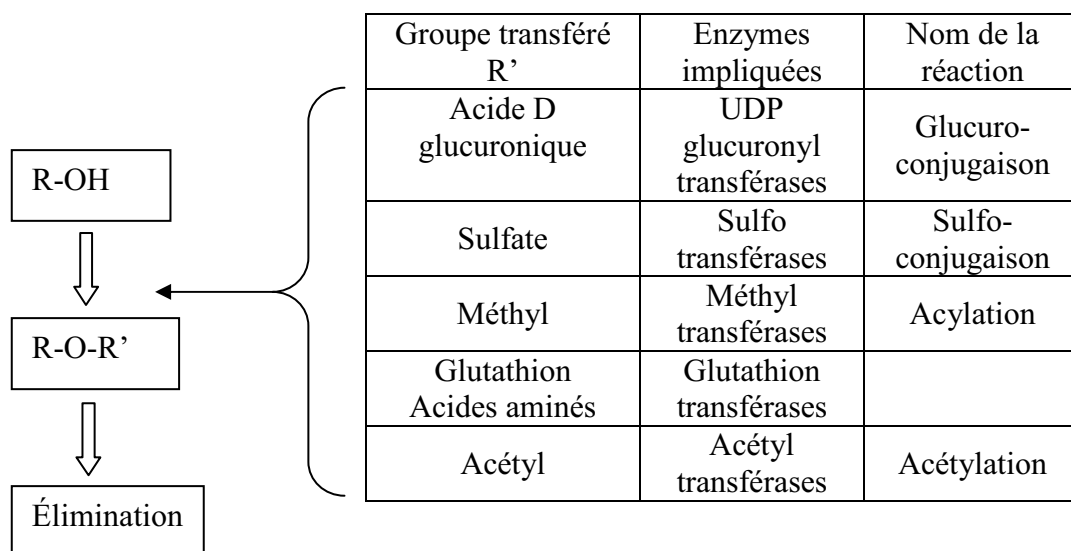 R-OH
R-O-R’
Élimination
Groupe transféré
R’
Enzymes
impliquées
Nom de la
réaction
Acide D
glucuronique
UDP
glucuronyl
transférases
Glucuro-
conjugaison
Sulfate
Sulfo
transférases
Sulfo-
conjugaison
Méthyl
Méthyl
transférases
Acylation
Glutathion
Acides aminés
Glutathion
transférases
Acétyl
Acétyl
transférases
Acétylation